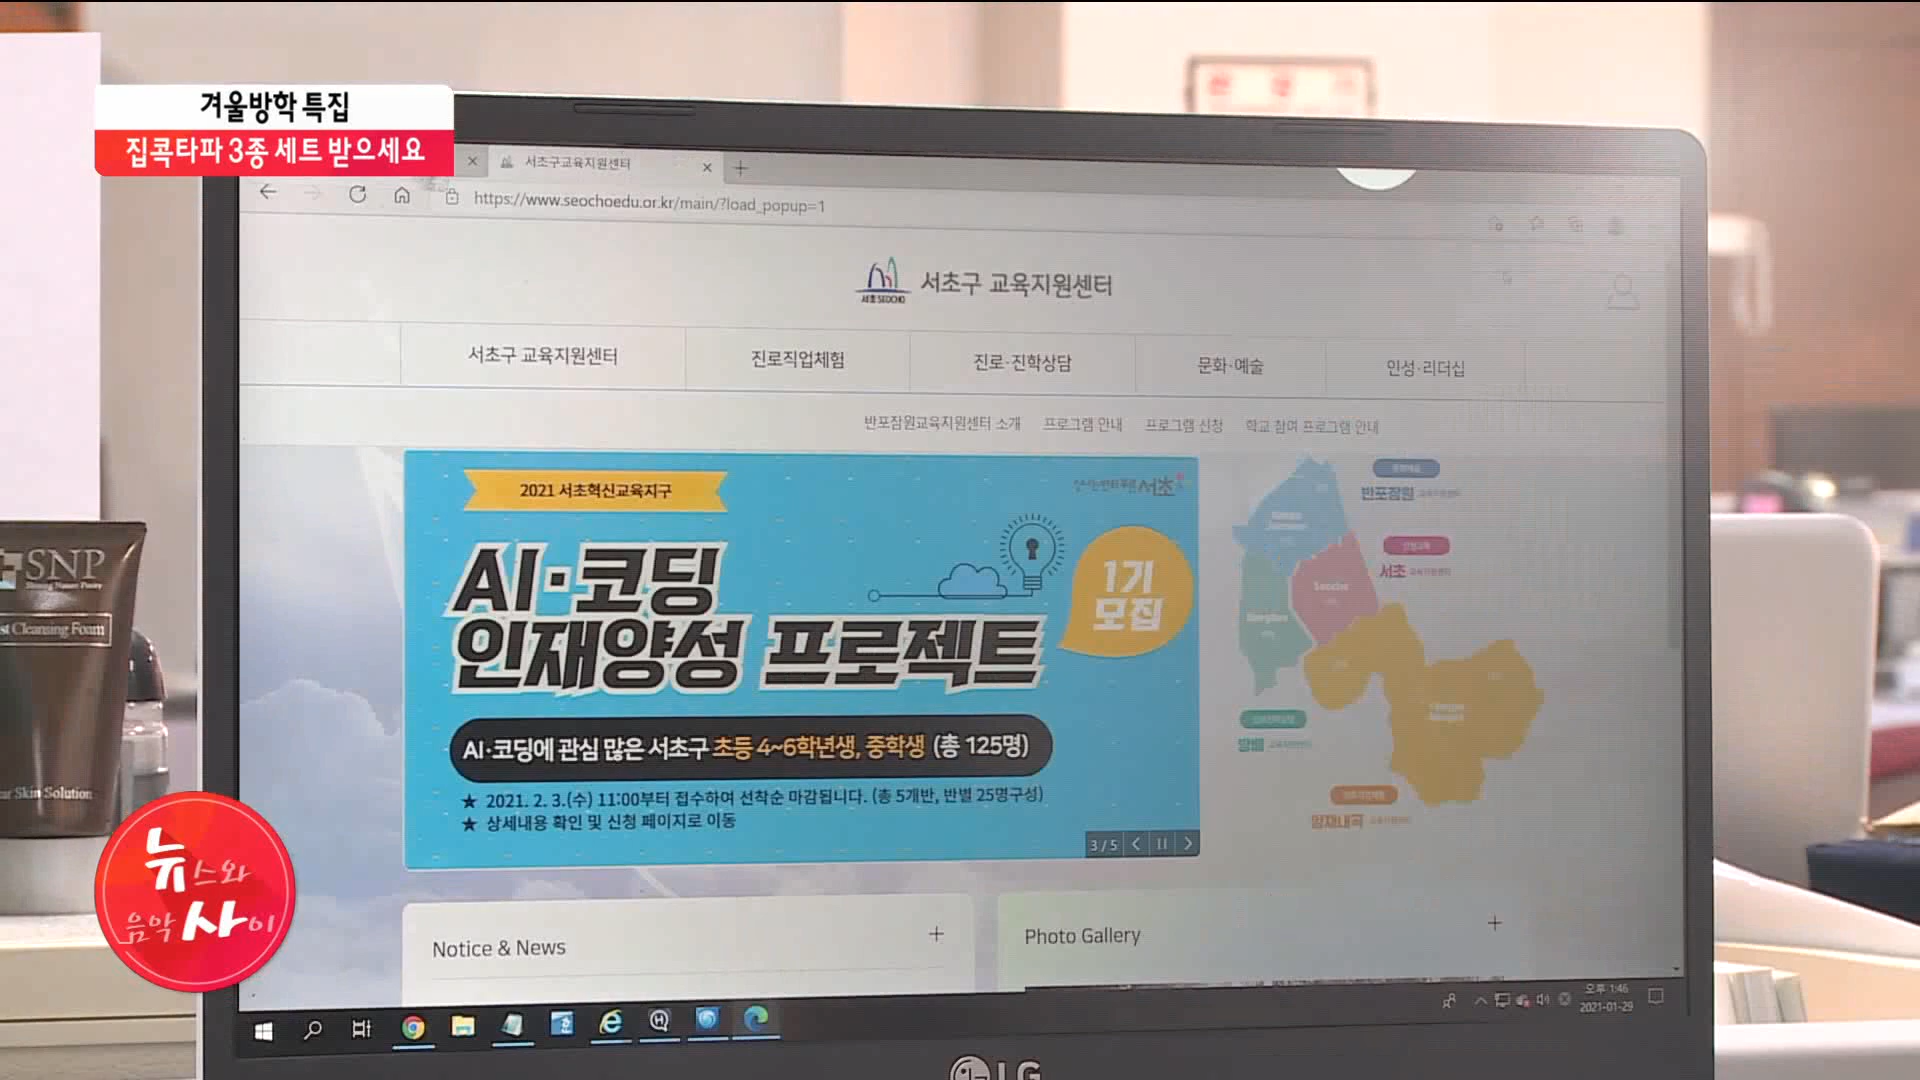 겨울방학 특집
집콕타파 3종 세트 받으세요
서초구교육지원센터
https://www.seochoedu.or.kr/main/?load_popup=1
서초 SEOCHO
서초구 교육지원센터
서초구 교육지원센터 진로직업체험 진로·진학상담 문화·예술 인성·리더십
반포잠원교육지원센터 소개 프로그램 안내 프로그램 신청 학교 참여 프로그램 안내
2021 서초혁신교육지구
서초
AI·코딩
인재양성 프로젝트
1기
모집
AI·코딩에 관심 많은 서초구 초등 4~6학년생, 중학생 (총 125명)
★ 2021. 2. 3.(수) 11:00부터 접수하여 선착순 마감됩니다. (총 5개반, 반별 25명구성)
★ 상세내용 확인 및 신청 페이지로 이동
3 / 5
반포잠원
서초
Seocho
방배
양재내곡
Notice & News
Photo Gallery
오후 1:46
2021-01-29
LG
SNP
Cleansing Foam
Skin Solution
뉴스와
음악 사이